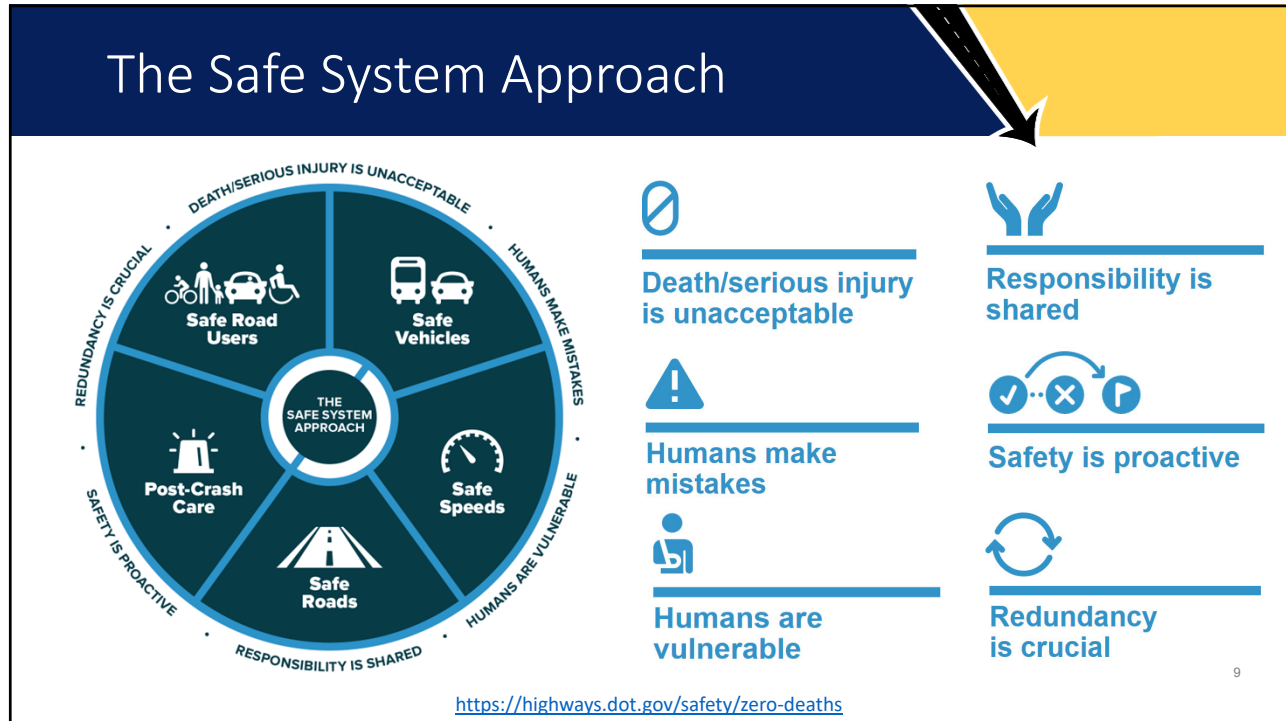 The Safe System Approach
DEATH/SERIOUS INJURY IS UNACCEPTABLE
HUMANS MAKE MISTAKES
HUMANS ARE VULNERABLE
RESPONSIBILITY IS SHARED
SAFETY IS PROACTIVE
REDUNDANCY IS CRUCIAL
Safe Road
Users
Safe
Vehicles
THE
SAFE SYSTEM
APPROACH
Post-Crash
Care
Safe
Speeds
Safe
Roads
Death/serious injury
is unacceptable
Responsibility is
shared
Humans make
mistakes
Safety is proactive
Humans are
vulnerable
Redundancy
is crucial
9
https://highways.dot.gov/safety/zero-deaths